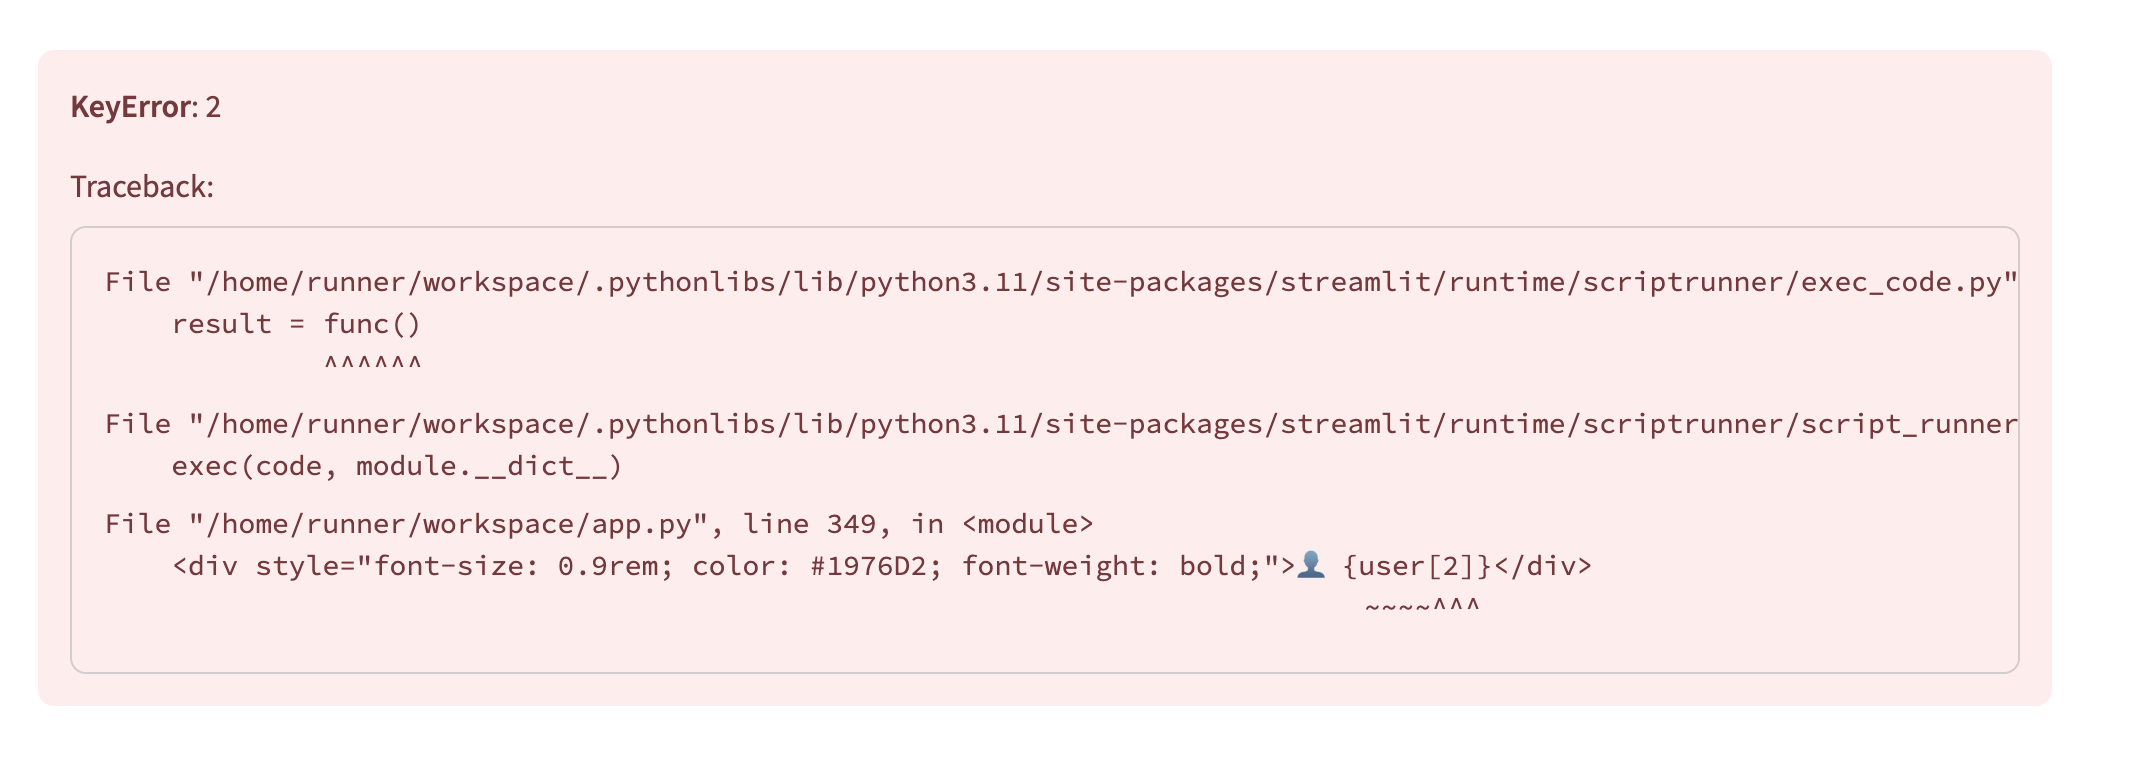 KeyError: 2
Traceback:
File "/home/runner/workspace/.pythonlibs/lib/python3.11/site-packages/streamlit/runtime/scriptrunner/exec_code.py"
    result = func()
             ^^^^^^
File "/home/runner/workspace/.pythonlibs/lib/python3.11/site-packages/streamlit/runtime/scriptrunner/script_runner
    exec(code, module.__dict__)
File "/home/runner/workspace/app.py", line 349, in <module>
    <div style="font-size: 0.9rem; color: #1976D2; font-weight: bold;">👤 {user[2]}</div>
                                                                           ~~~~^^^